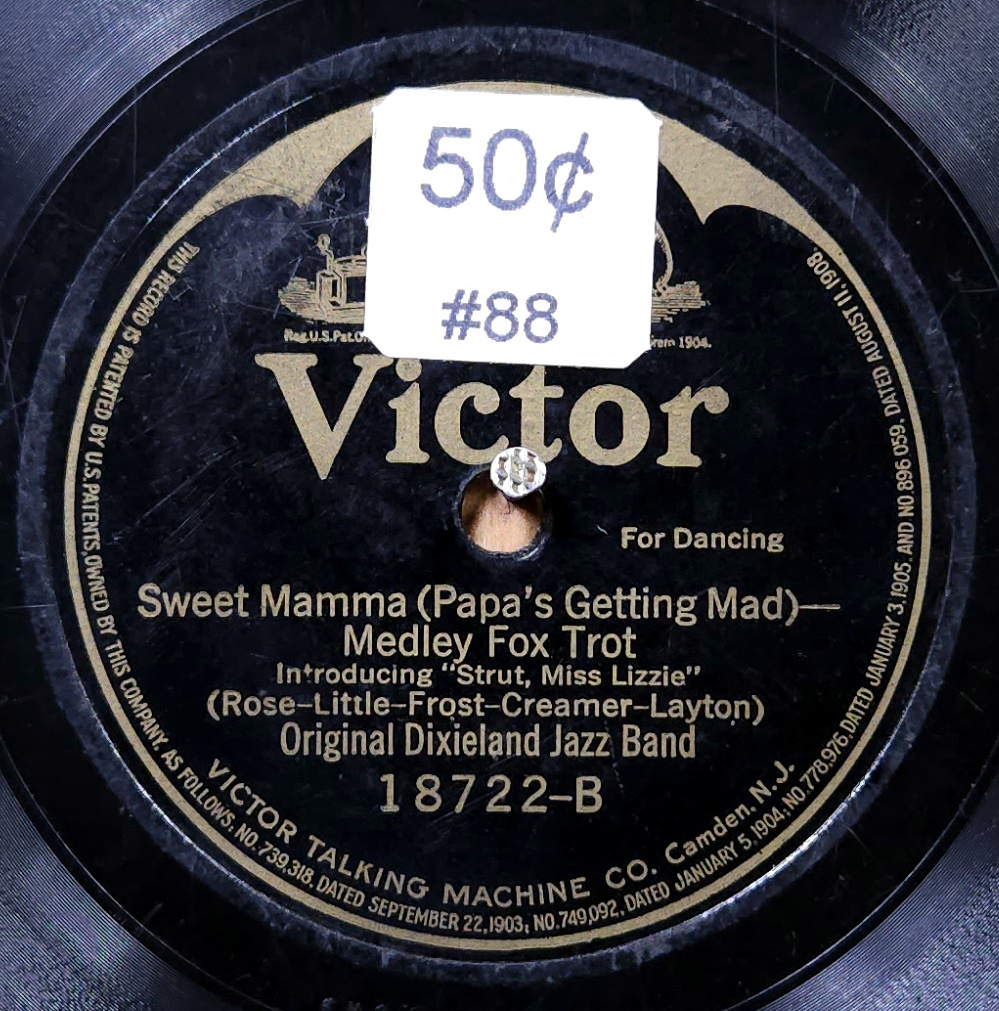 50¢
#88
Reg.U.S.Pat.O
1904.
Victor
For Dancing
Sweet Mamma (Papa's Getting Mad)—
Medley Fox Trot
Introducing "Strut, Miss Lizzie"
(Rose–Little–Frost–Creamer–Layton)
Original Dixieland Jazz Band
18722–B
VICTOR TALKING MACHINE CO. Camden, N.J.
THIS RECORD IS PATENTED BY U.S. PATENTS, OWNED BY THIS COMPANY, AS FOLLOWS: NO.739,318, DATED SEPTEMBER 22,1903; NO.749,092, DATED JANUARY 5,1904; NO.778,976, DATED JANUARY 3,1905, AND NO.896 059, DATED AUGUST 11,1908.